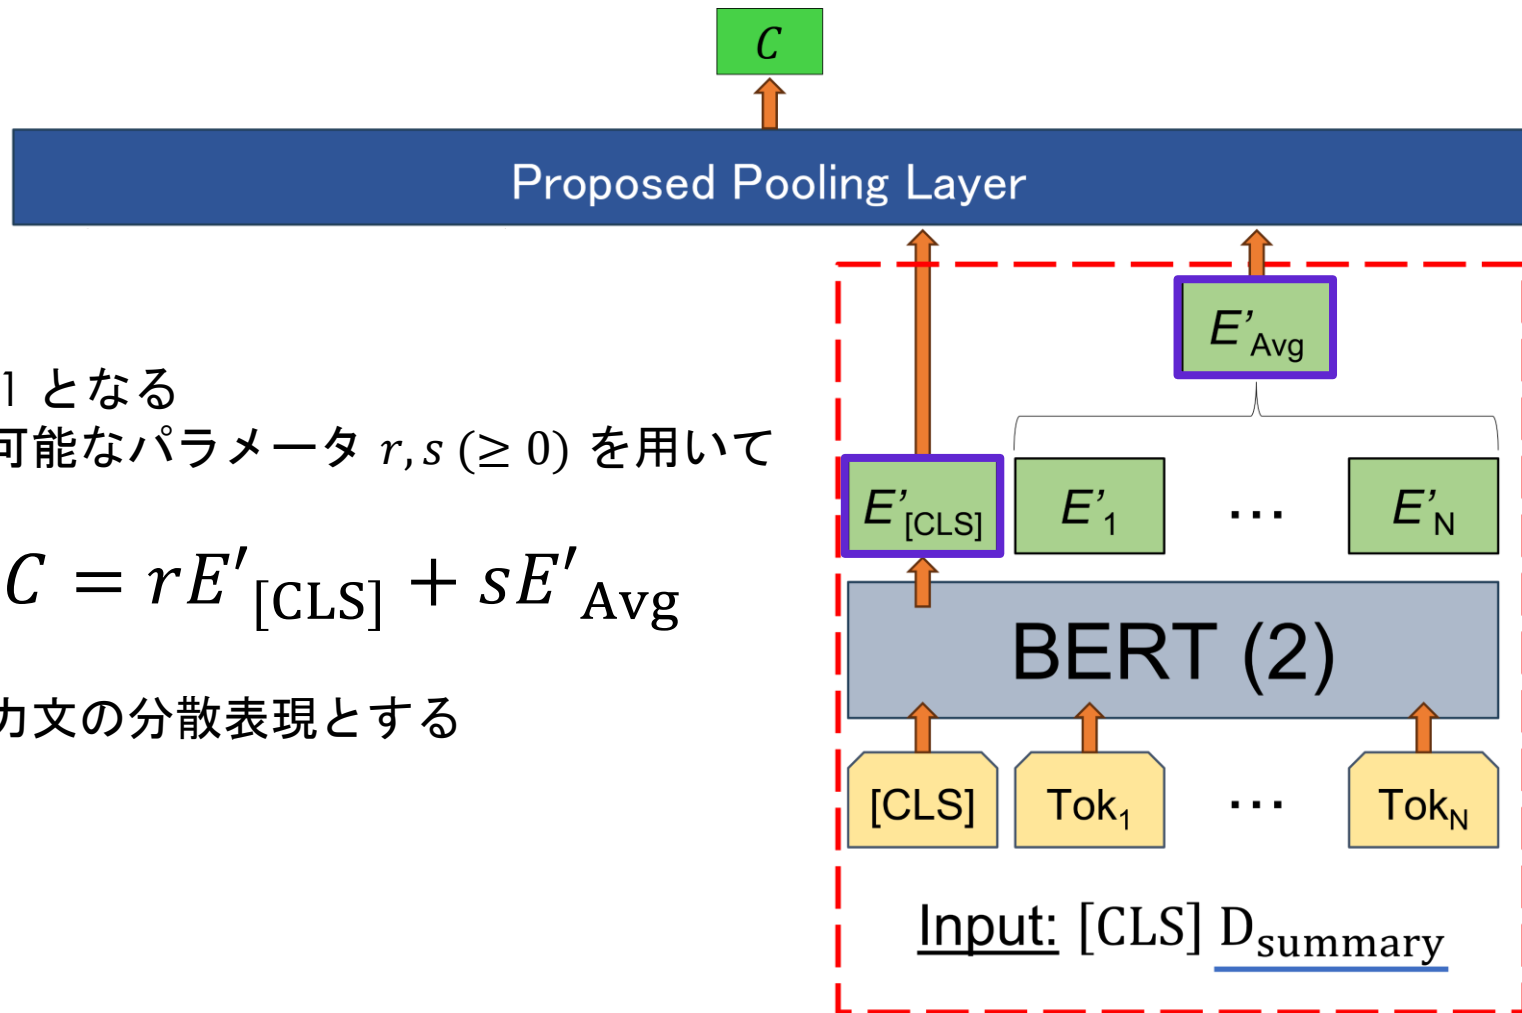 C
Proposed Pooling Layer
E’Avg
1 となる
可能なパラメータ r, s (≥ 0) を用いて
E’[CLS] E’1 … E’N
C = rE′[CLS] + sE′Avg
BERT (2)
力文の分散表現とする
[CLS] Tok1 … TokN
Input: [CLS] Dsummary